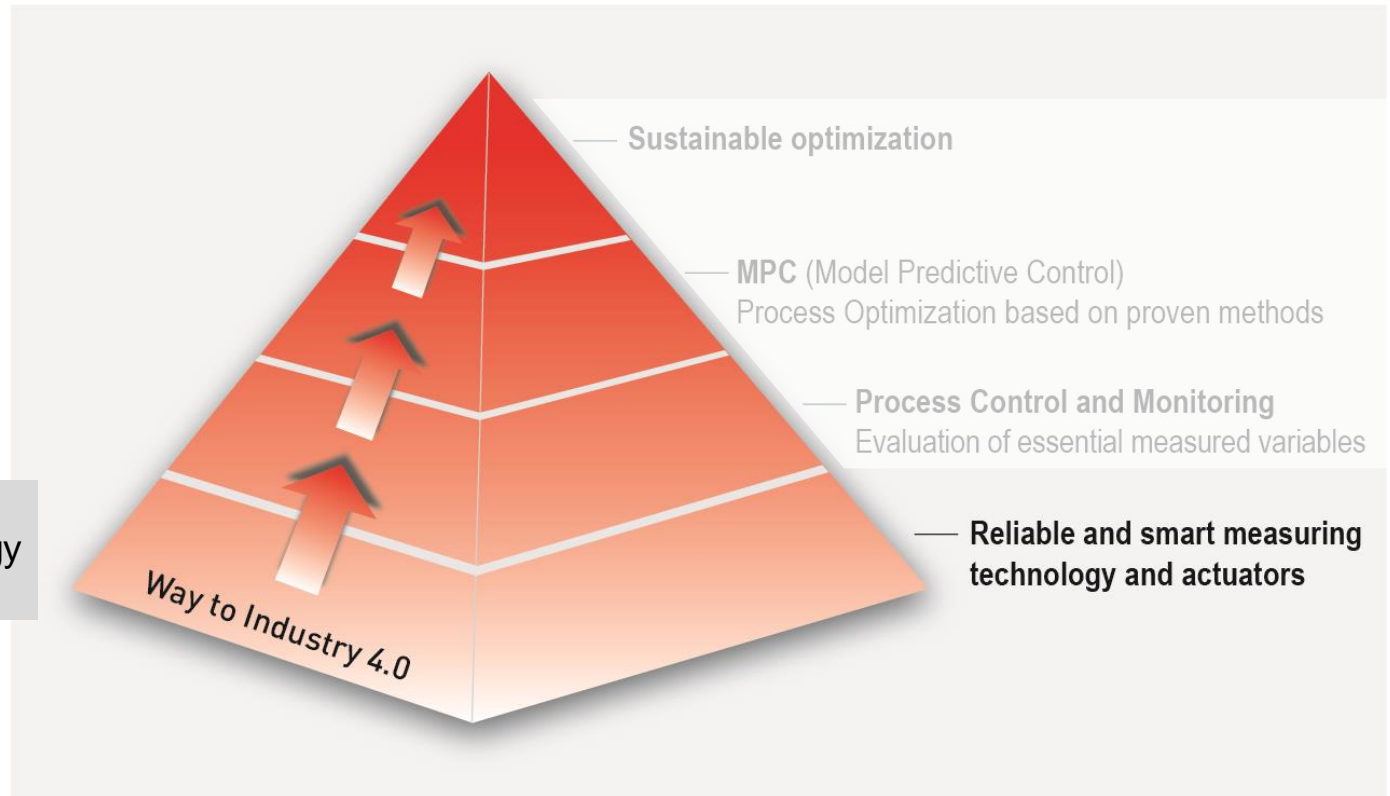 Sustainable optimization
MPC (Model Predictive Control)
Process Optimization based on proven methods
Process Control and Monitoring
Evaluation of essential measured variables
Reliable and smart measuring
technology and actuators
Way to Industry 4.0